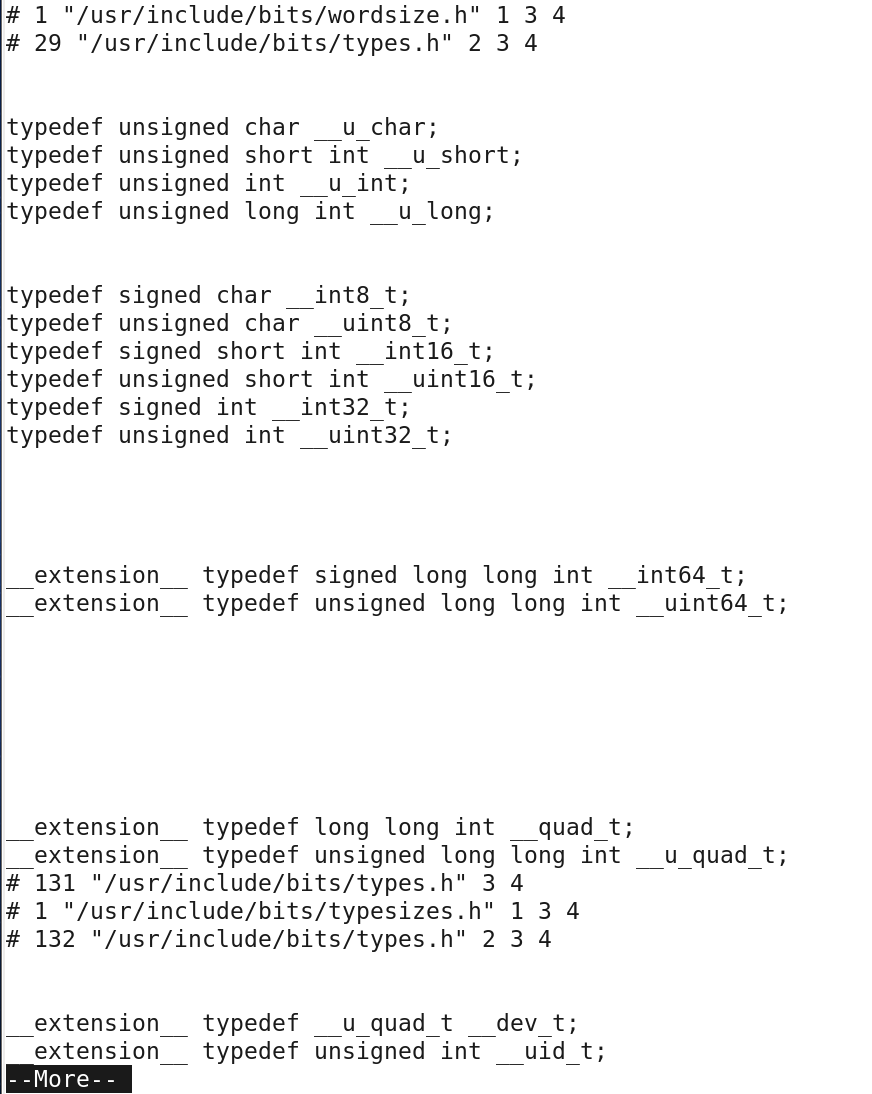 # 1 "/usr/include/bits/wordsize.h" 1 3 4
# 29 "/usr/include/bits/types.h" 2 3 4
typedef unsigned char __u_char;
typedef unsigned short int __u_short;
typedef unsigned int __u_int;
typedef unsigned long int __u_long;
typedef signed char __int8_t;
typedef unsigned char __uint8_t;
typedef signed short int __int16_t;
typedef unsigned short int __uint16_t;
typedef signed int __int32_t;
typedef unsigned int __uint32_t;
__extension__ typedef signed long long int __int64_t;
__extension__ typedef unsigned long long int __uint64_t;
__extension__ typedef long long int __quad_t;
__extension__ typedef unsigned long long int __u_quad_t;
# 131 "/usr/include/bits/types.h" 3 4
# 1 "/usr/include/bits/typesizes.h" 1 3 4
# 132 "/usr/include/bits/types.h" 2 3 4
__extension__ typedef __u_quad_t __dev_t;
__extension__ typedef unsigned int __uid_t;
--More--